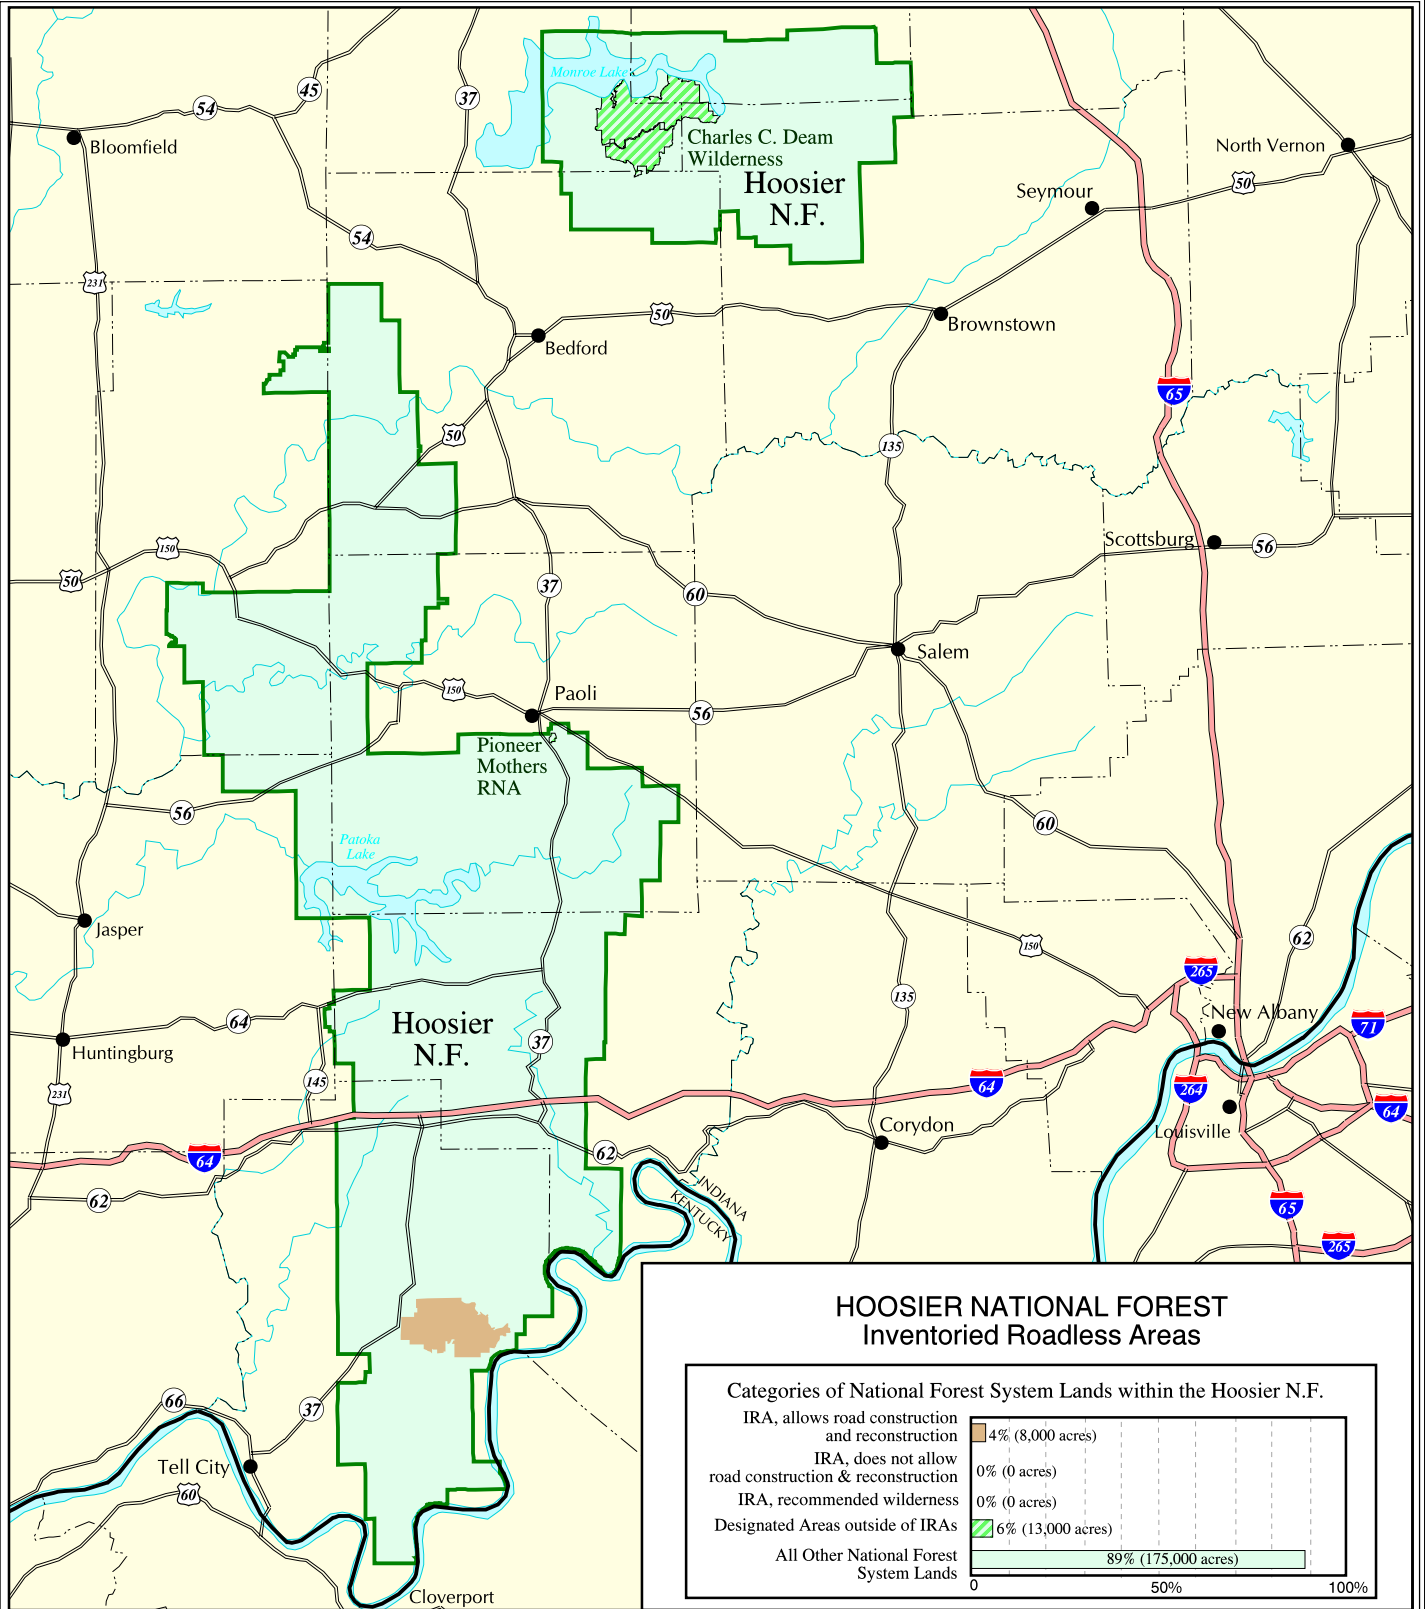 45
54
37
Monroe Lake
Bloomfield
Charles C. Deam
Wilderness
North Vernon
Hoosier
N.F.
Seymour
50
54
231
50
Brownstown
Bedford
65
50
135
150
Scottsburg
56
50
37
60
Salem
150
Paoli
56
Pioneer
Mothers
RNA
56
60
Patoka
Lake
Jasper
62
150
265
135
New Albany
Hoosier
N.F.
64
71
37
Huntingburg
145
64
264
231
64
Corydon
Louisville
62
64
INDIANA
KENTUCKY
62
65
265
66
37
Tell City
60
Cloverport
HOOSIER NATIONAL FOREST
Inventoried Roadless Areas
Categories of National Forest System Lands within the Hoosier N.F.
IRA, allows road construction
and reconstruction
4% (8,000 acres)
IRA, does not allow
road construction & reconstruction
0% (0 acres)
IRA, recommended wilderness
0% (0 acres)
Designated Areas outside of IRAs
6% (13,000 acres)
All Other National Forest
System Lands
89% (175,000 acres)
0 50% 100%